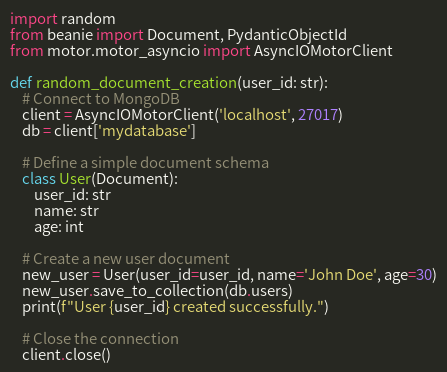 import random
from beanie import Document, PydanticObjectId
from motor.motor_asyncio import AsyncIOMotorClient

def random_document_creation(user_id: str):
    # Connect to MongoDB
    client = AsyncIOMotorClient('localhost', 27017)
    db = client['mydatabase']

    # Define a simple document schema
    class User(Document):
        user_id: str
        name: str
        age: int

    # Create a new user document
    new_user = User(user_id=user_id, name='John Doe', age=30)
    new_user.save_to_collection(db.users)
    print(f"User {user_id} created successfully.")

    # Close the connection
    client.close()